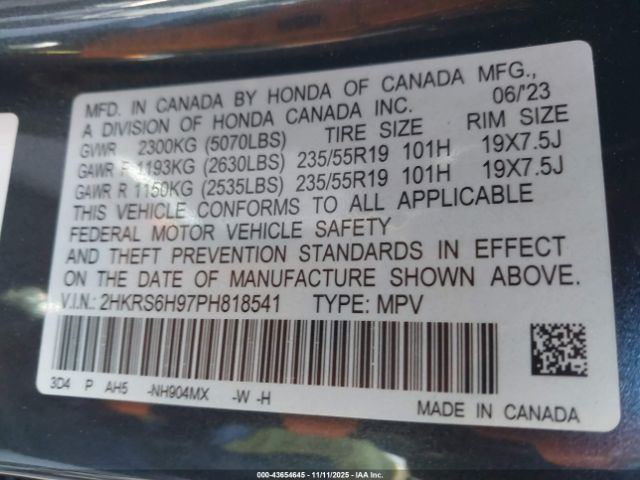 MFD. IN CANADA BY HONDA OF CANADA MFG.,
A DIVISION OF HONDA CANADA INC. 06/'23
GVWR 2300KG (5070LBS) TIRE SIZE RIM SIZE
GAWR F 1193KG (2630LBS) 235/55R19 101H 19X7.5J
GAWR R 1150KG (2535LBS) 235/55R19 101H 19X7.5J
THIS VEHICLE CONFORMS TO ALL APPLICABLE
FEDERAL MOTOR VEHICLE SAFETY
AND THEFT PREVENTION STANDARDS IN EFFECT
ON THE DATE OF MANUFACTURE SHOWN ABOVE.
V.I.N.: 2HKRS6H97PH818541 TYPE: MPV
3D4 P AH5 -NH904MX -W -H
MADE IN CANADA
000-43654645 - 11/11/2025 - IAA Inc.